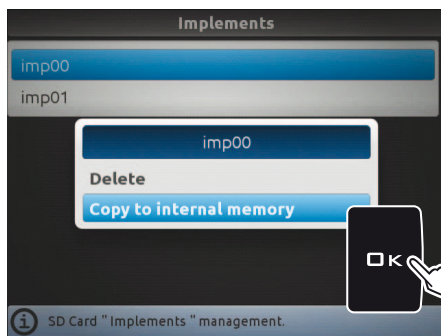 Implements
imp00
imp01
imp00
Delete
Copy to internal memory
OK
SD Card " Implements " management.